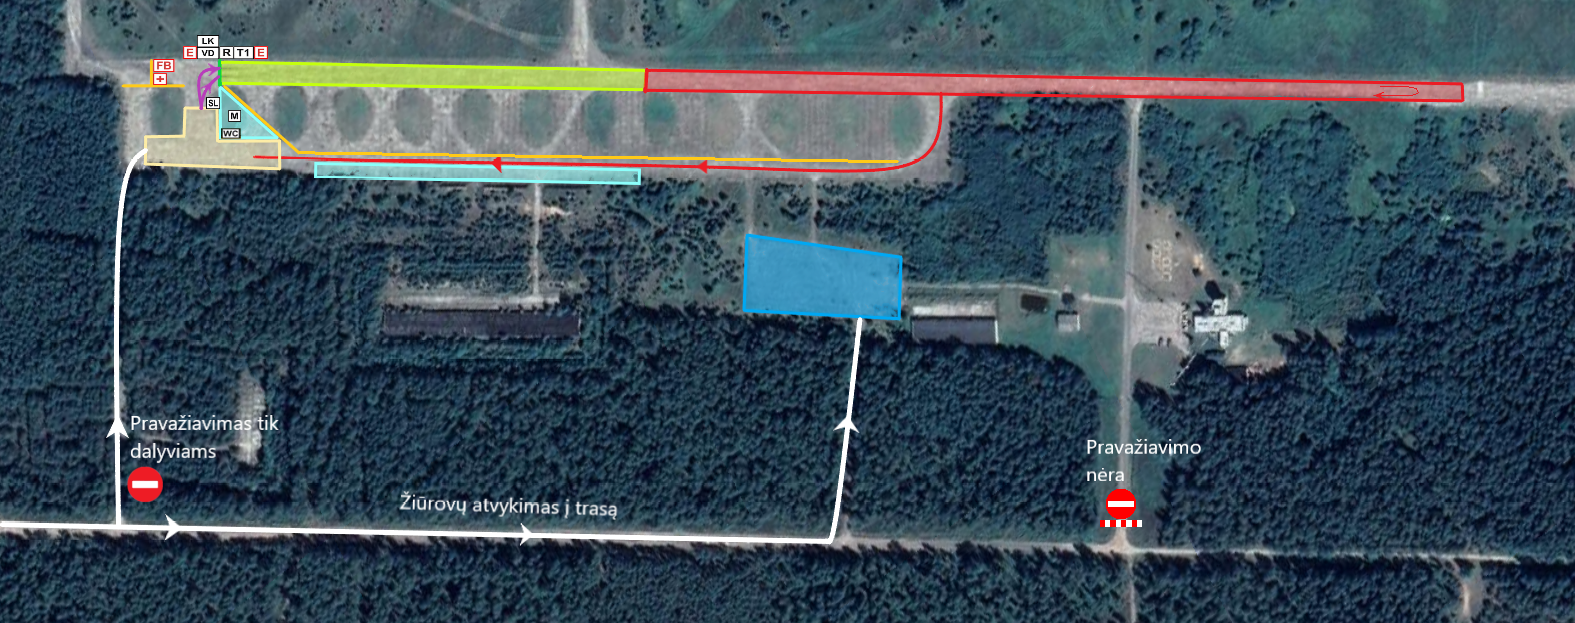 LK
E VD R T1 E
FB
+
SL
M
WC
Pravažiavimas tik
dalyviams
Pravažiavimo
nėra
Žiūrovų atvykimas į trasą